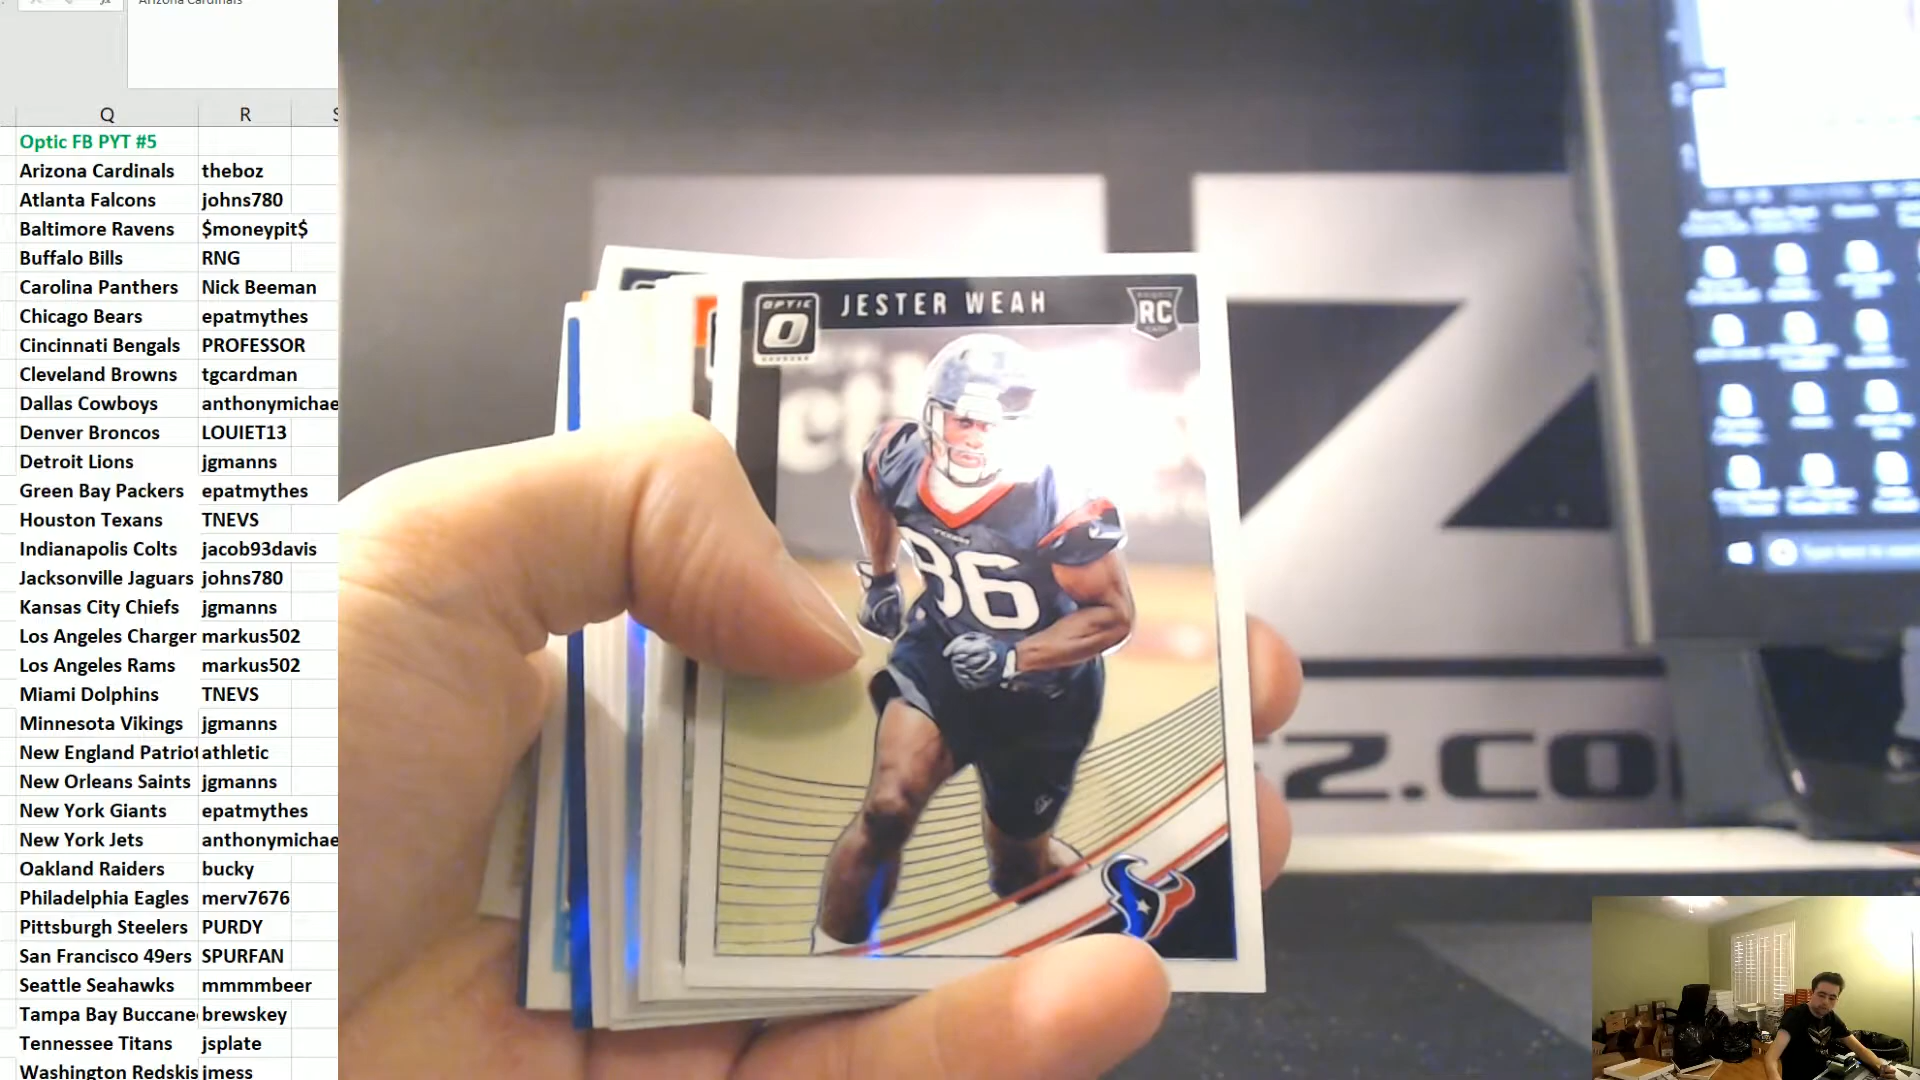 Arizona Cardinals
Q R
Optic FB PYT #5
Arizona Cardinals theboz
Atlanta Falcons johns780
Baltimore Ravens $moneypit$
Buffalo Bills RNG
Carolina Panthers Nick Beeman
Chicago Bears epatmythes
Cincinnati Bengals PROFESSOR
Cleveland Browns tgcardman
Dallas Cowboys anthonymichae
Denver Broncos LOUIET13
Detroit Lions jgmanns
Green Bay Packers epatmythes
Houston Texans TNEVS
Indianapolis Colts jacob93davis
Jacksonville Jaguars johns780
Kansas City Chiefs jgmanns
Los Angeles Charger markus502
Los Angeles Rams markus502
Miami Dolphins TNEVS
Minnesota Vikings jgmanns
New England Patriot athletic
New Orleans Saints jgmanns
New York Giants epatmythes
New York Jets anthonymichae
Oakland Raiders bucky
Philadelphia Eagles merv7676
Pittsburgh Steelers PURDY
San Francisco 49ers SPURFAN
Seattle Seahawks mmmmbeer
Tampa Bay Buccane brewskey
Tennessee Titans jsplate
Washington Redskis jmess
OPTIC
O
JESTER WEAH
RC
86
Z
EZ.CO